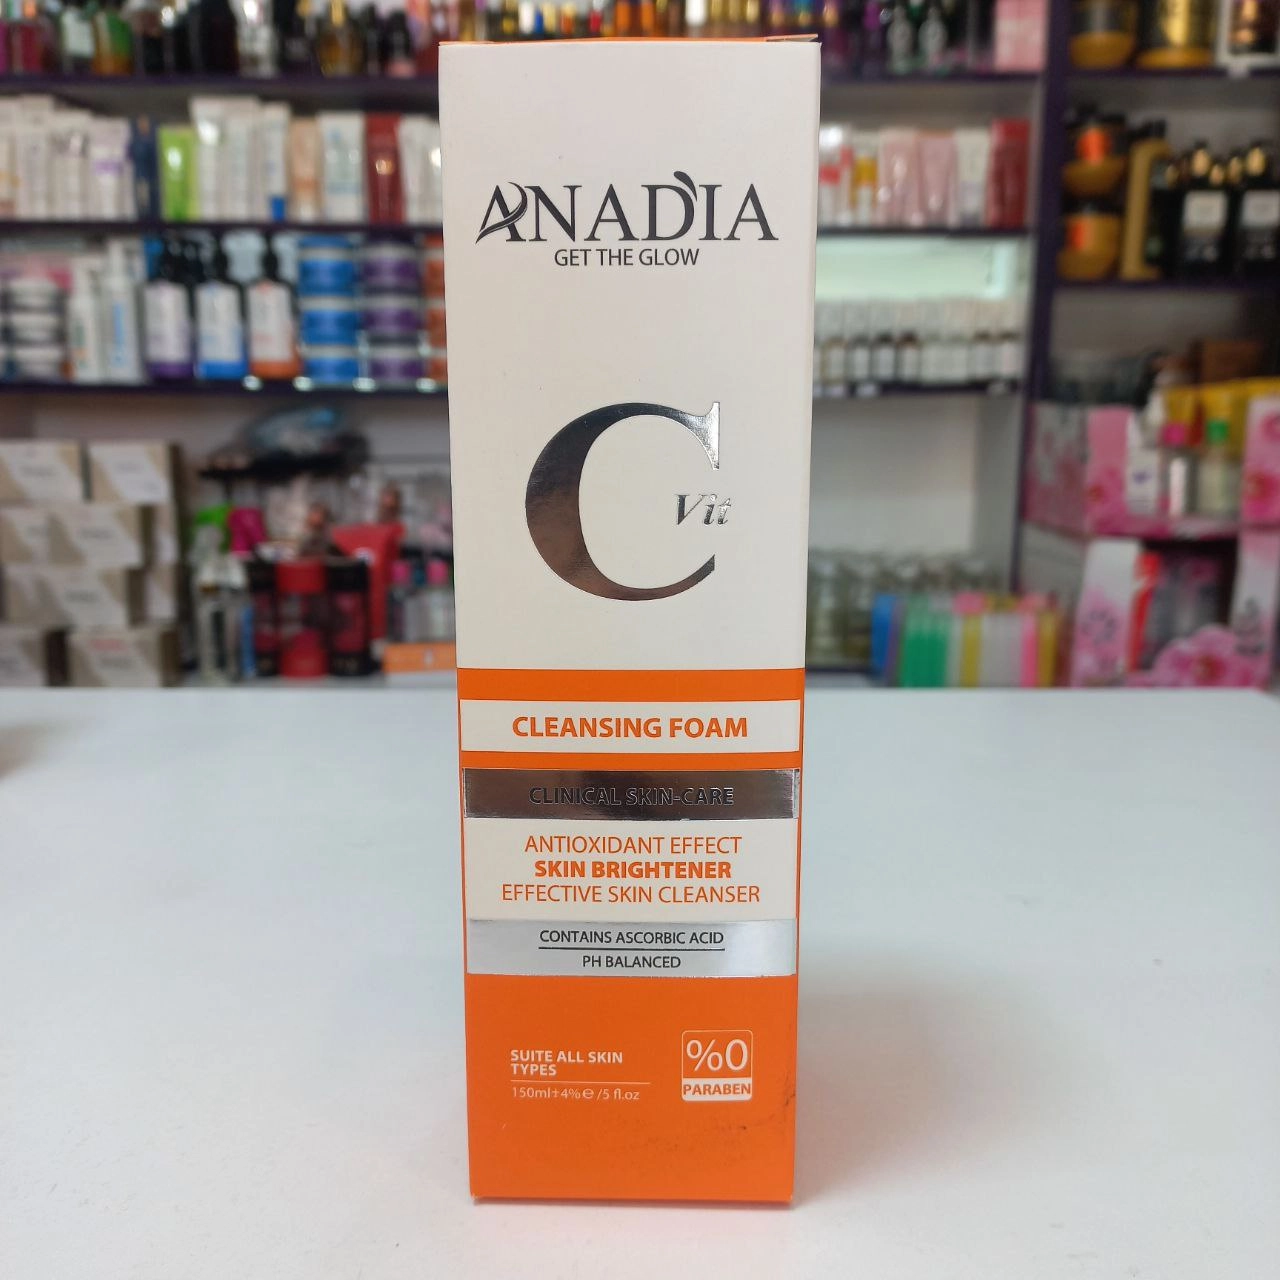 ANADIA
GET THE GLOW
C
Vit
CLEANSING FOAM
CLINICAL SKIN-CARE
ANTIOXIDANT EFFECT
SKIN BRIGHTENER
EFFECTIVE SKIN CLEANSER
CONTAINS ASCORBIC ACID
PH BALANCED
SUITE ALL SKIN
TYPES
150ml±4%℮/5 fl.oz
%0
PARABEN